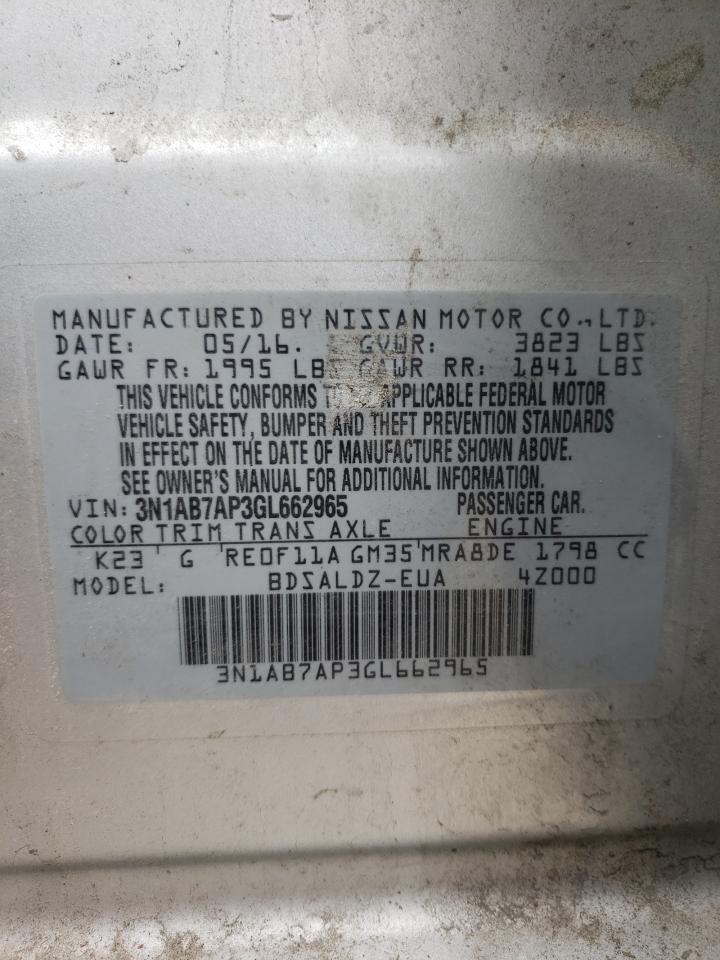 MANUFACTURED BY NISSAN MOTOR CO., LTD.
DATE: 05/16. GVWR: 3823 LBS
GAWR FR: 1995 LBS GAWR RR: 1841 LBS
THIS VEHICLE CONFORMS APPLICABLE FEDERAL MOTOR
VEHICLE SAFETY, BUMPER AND THEFT PREVENTION STANDARDS
IN EFFECT ON THE DATE OF MANUFACTURE SHOWN ABOVE.
SEE OWNER'S MANUAL FOR ADDITIONAL INFORMATION.
VIN: 3N1AB7AP3GL662965 PASSENGER CAR.
COLOR TRIM TRANS AXLE ENGINE
K23 G RE0F11A GM35 MRA8DE 1798 CC
MODEL: BDSALDZ-EUA 4Z000
3N1AB7AP3GL662965